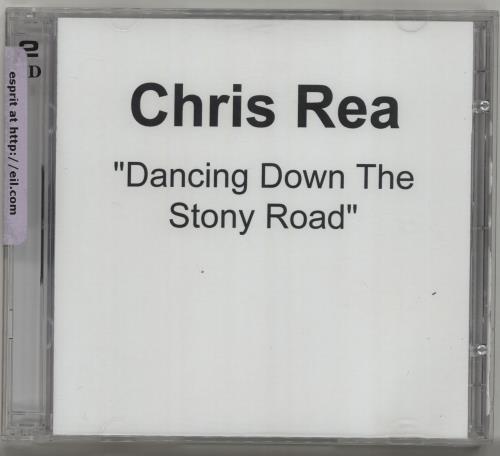 Chris Rea
"Dancing Down The
Stony Road"
esprit at http://eil.com